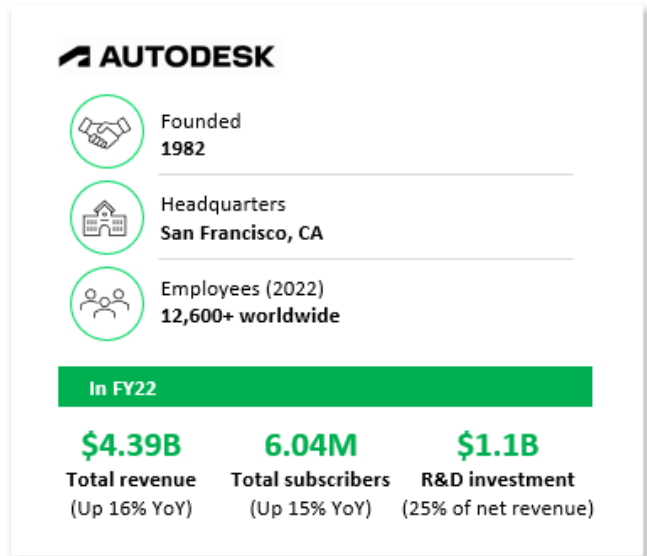 AUTODESK
Founded
1982
Headquarters
San Francisco, CA
Employees (2022)
12,600+ worldwide
In FY22
$4.39B 6.04M $1.1B
Total revenue Total subscribers R&D investment
(Up 16% YoY) (Up 15% YoY) (25% of net revenue)